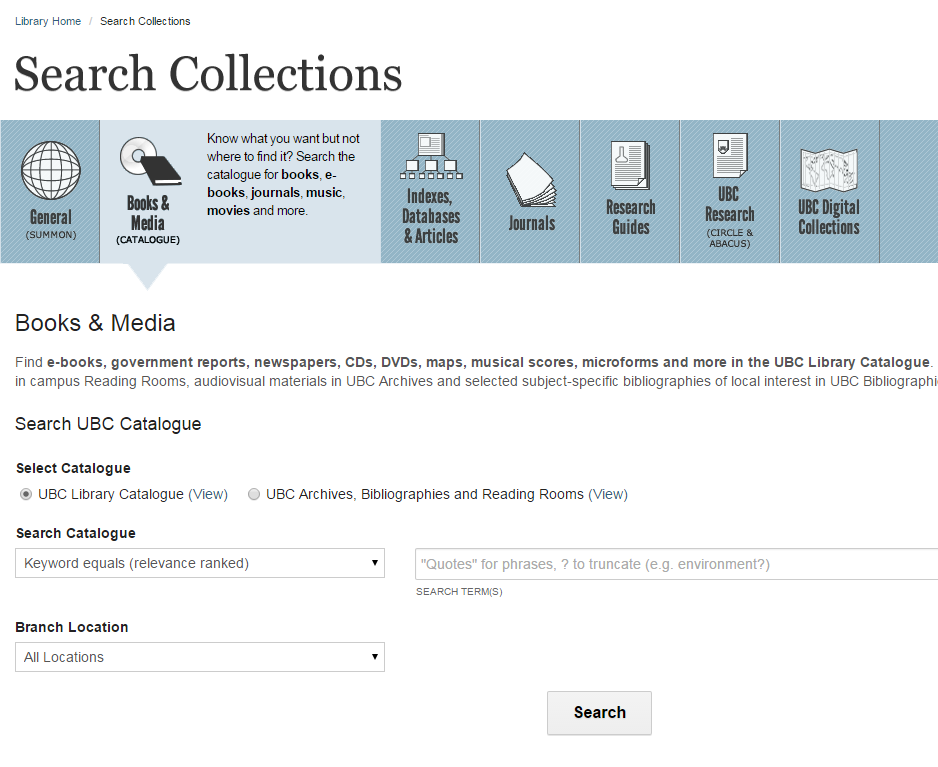 Library Home / Search Collections
Search Collections
General
(SUMMON)
Books &
Media
(CATALOGUE)
Know what you want but not
where to find it? Search the
catalogue for books, e-
books, journals, music,
movies and more.
Indexes,
Databases
& Articles
Journals
Research
Guides
UBC
Research
(CIRCLE &
ABACUS)
UBC Digital
Collections
Books & Media
Find e-books, government reports, newspapers, CDs, DVDs, maps, musical scores, microforms and more in the UBC Library Catalogue.
in campus Reading Rooms, audiovisual materials in UBC Archives and selected subject-specific bibliographies of local interest in UBC Bibliographi
Search UBC Catalogue
Select Catalogue
UBC Library Catalogue (View) UBC Archives, Bibliographies and Reading Rooms (View)
Search Catalogue
Keyword equals (relevance ranked) "Quotes" for phrases, ? to truncate (e.g. environment?)
SEARCH TERM(S)
Branch Location
All Locations
Search